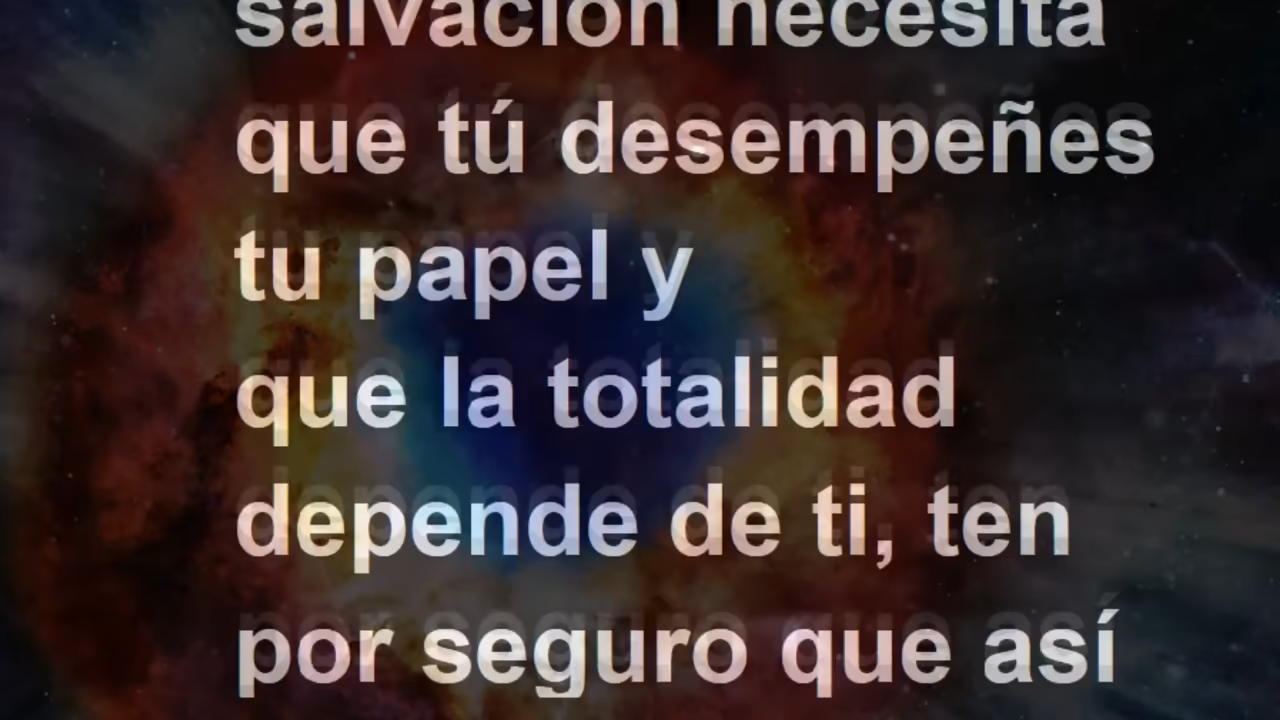 salvación necesita
que tú desempeñes
tu papel y
que la totalidad
depende de ti, ten
por seguro que así